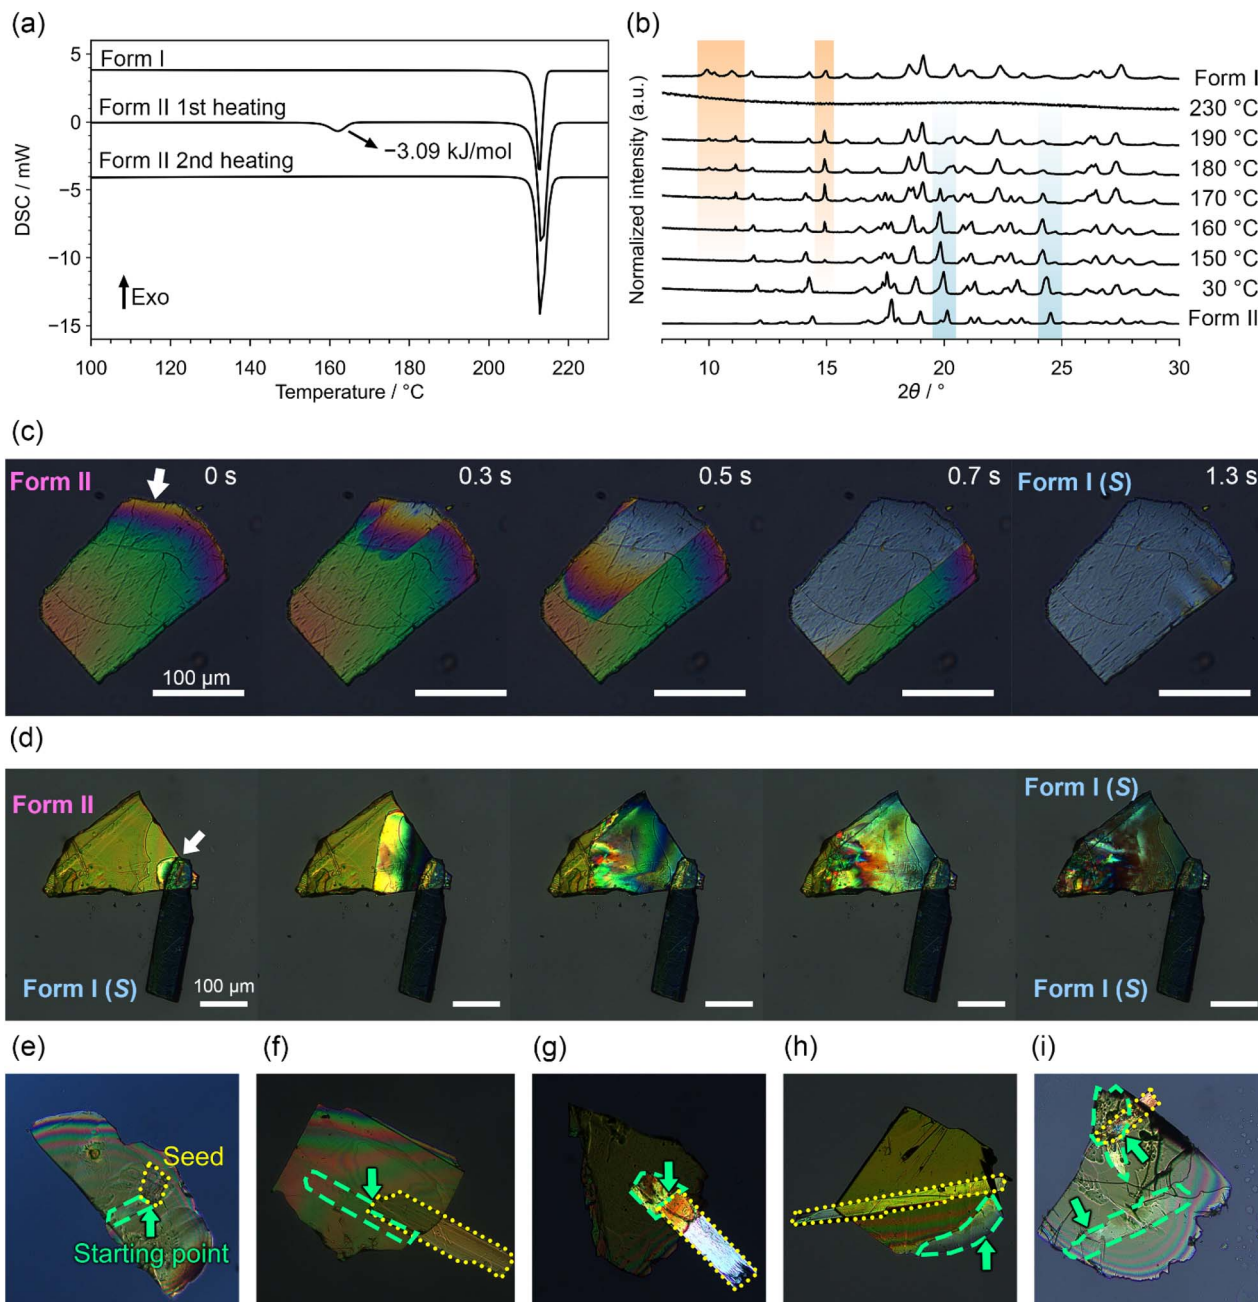 (a)
5
0
−5
−10
−15
DSC / mW
Form I
Form II 1st heating
−3.09 kJ/mol
Form II 2nd heating
Exo
100 120 140 160 180 200 220
Temperature / °C
(b)
Normalized intensity (a.u.)
Form I
230 °C
190 °C
180 °C
170 °C
160 °C
150 °C
30 °C
Form II
10 15 20 25 30
2θ / °
(c)
Form II 0 s
0.3 s
0.5 s
0.7 s
Form I (S) 1.3 s
100 µm
(d)
Form II
Form I (S)
Form I (S)
100 µm
Form I (S)
(e)
Seed
Starting point
(f)
(g)
(h)
(i)